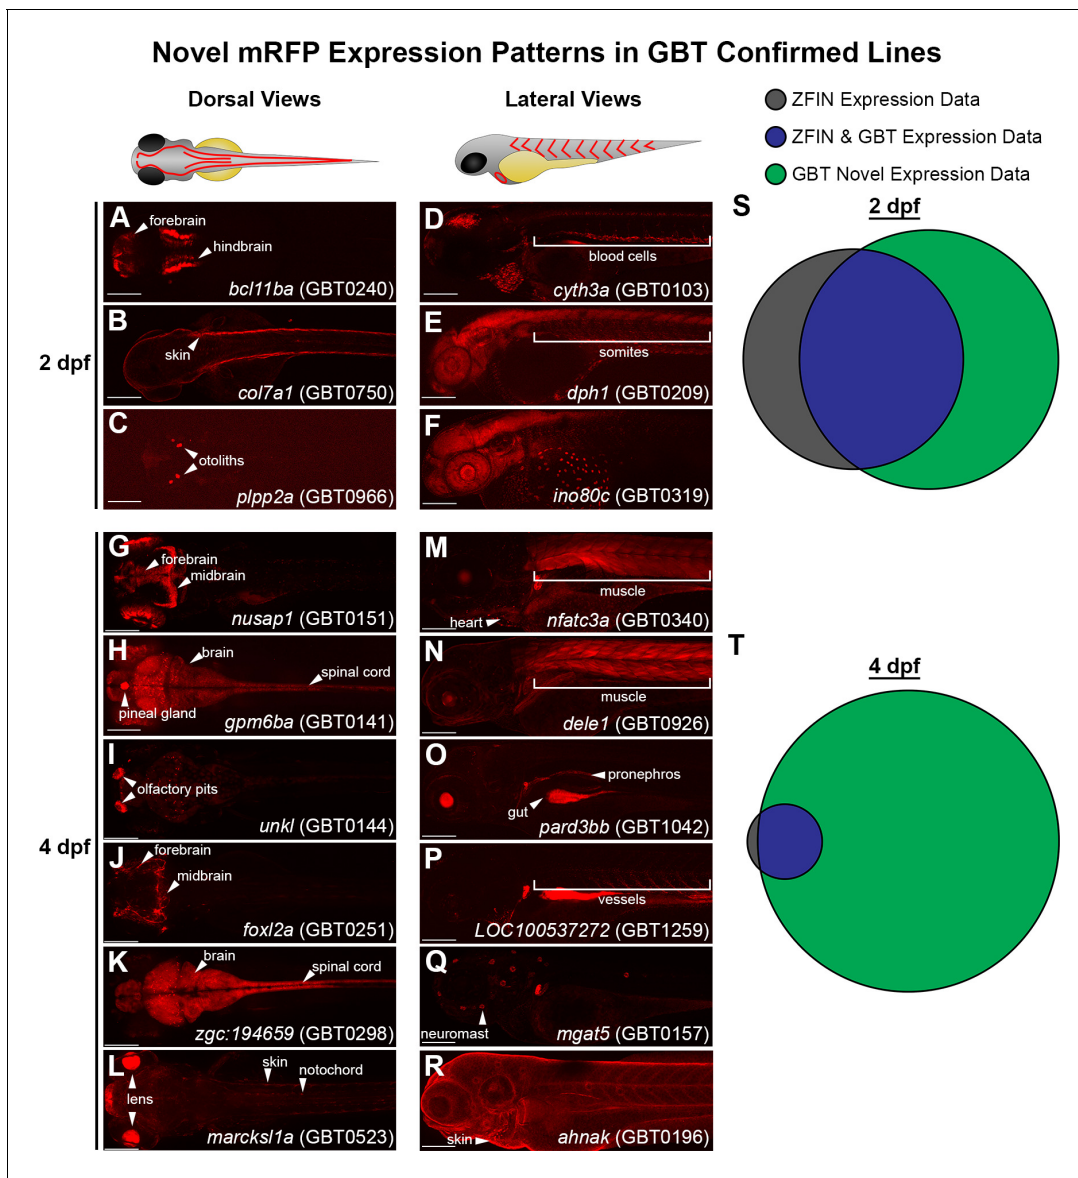 Novel mRFP Expression Patterns in GBT Confirmed Lines
Dorsal Views
Lateral Views
ZFIN Expression Data
ZFIN & GBT Expression Data
GBT Novel Expression Data
2 dpf
A
forebrain
hindbrain
bcl11ba (GBT0240)
B
skin
col7a1 (GBT0750)
C
otoliths
plpp2a (GBT0966)
D
blood cells
cyth3a (GBT0103)
E
somites
dph1 (GBT0209)
F
ino80c (GBT0319)
S
2 dpf
4 dpf
G
forebrain
midbrain
nusap1 (GBT0151)
H
brain
spinal cord
pineal gland
gpm6ba (GBT0141)
I
olfactory pits
unkl (GBT0144)
J
forebrain
midbrain
foxl2a (GBT0251)
K
brain
spinal cord
zgc:194659 (GBT0298)
L
skin
notochord
lens
marcksl1a (GBT0523)
M
muscle
heart
nfatc3a (GBT0340)
N
muscle
dele1 (GBT0926)
O
pronephros
gut
pard3bb (GBT1042)
P
vessels
LOC100537272 (GBT1259)
Q
neuromast
mgat5 (GBT0157)
R
skin
ahnak (GBT0196)
T
4 dpf